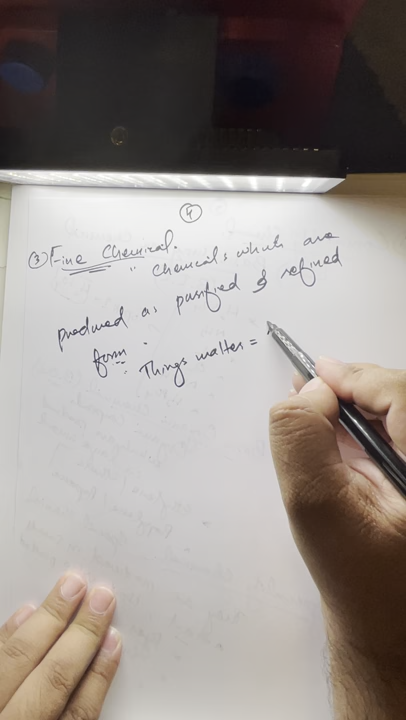 4
③ Fine Chemical.
" Chemicals which are
produced as purified & refined
form.
Things matter =